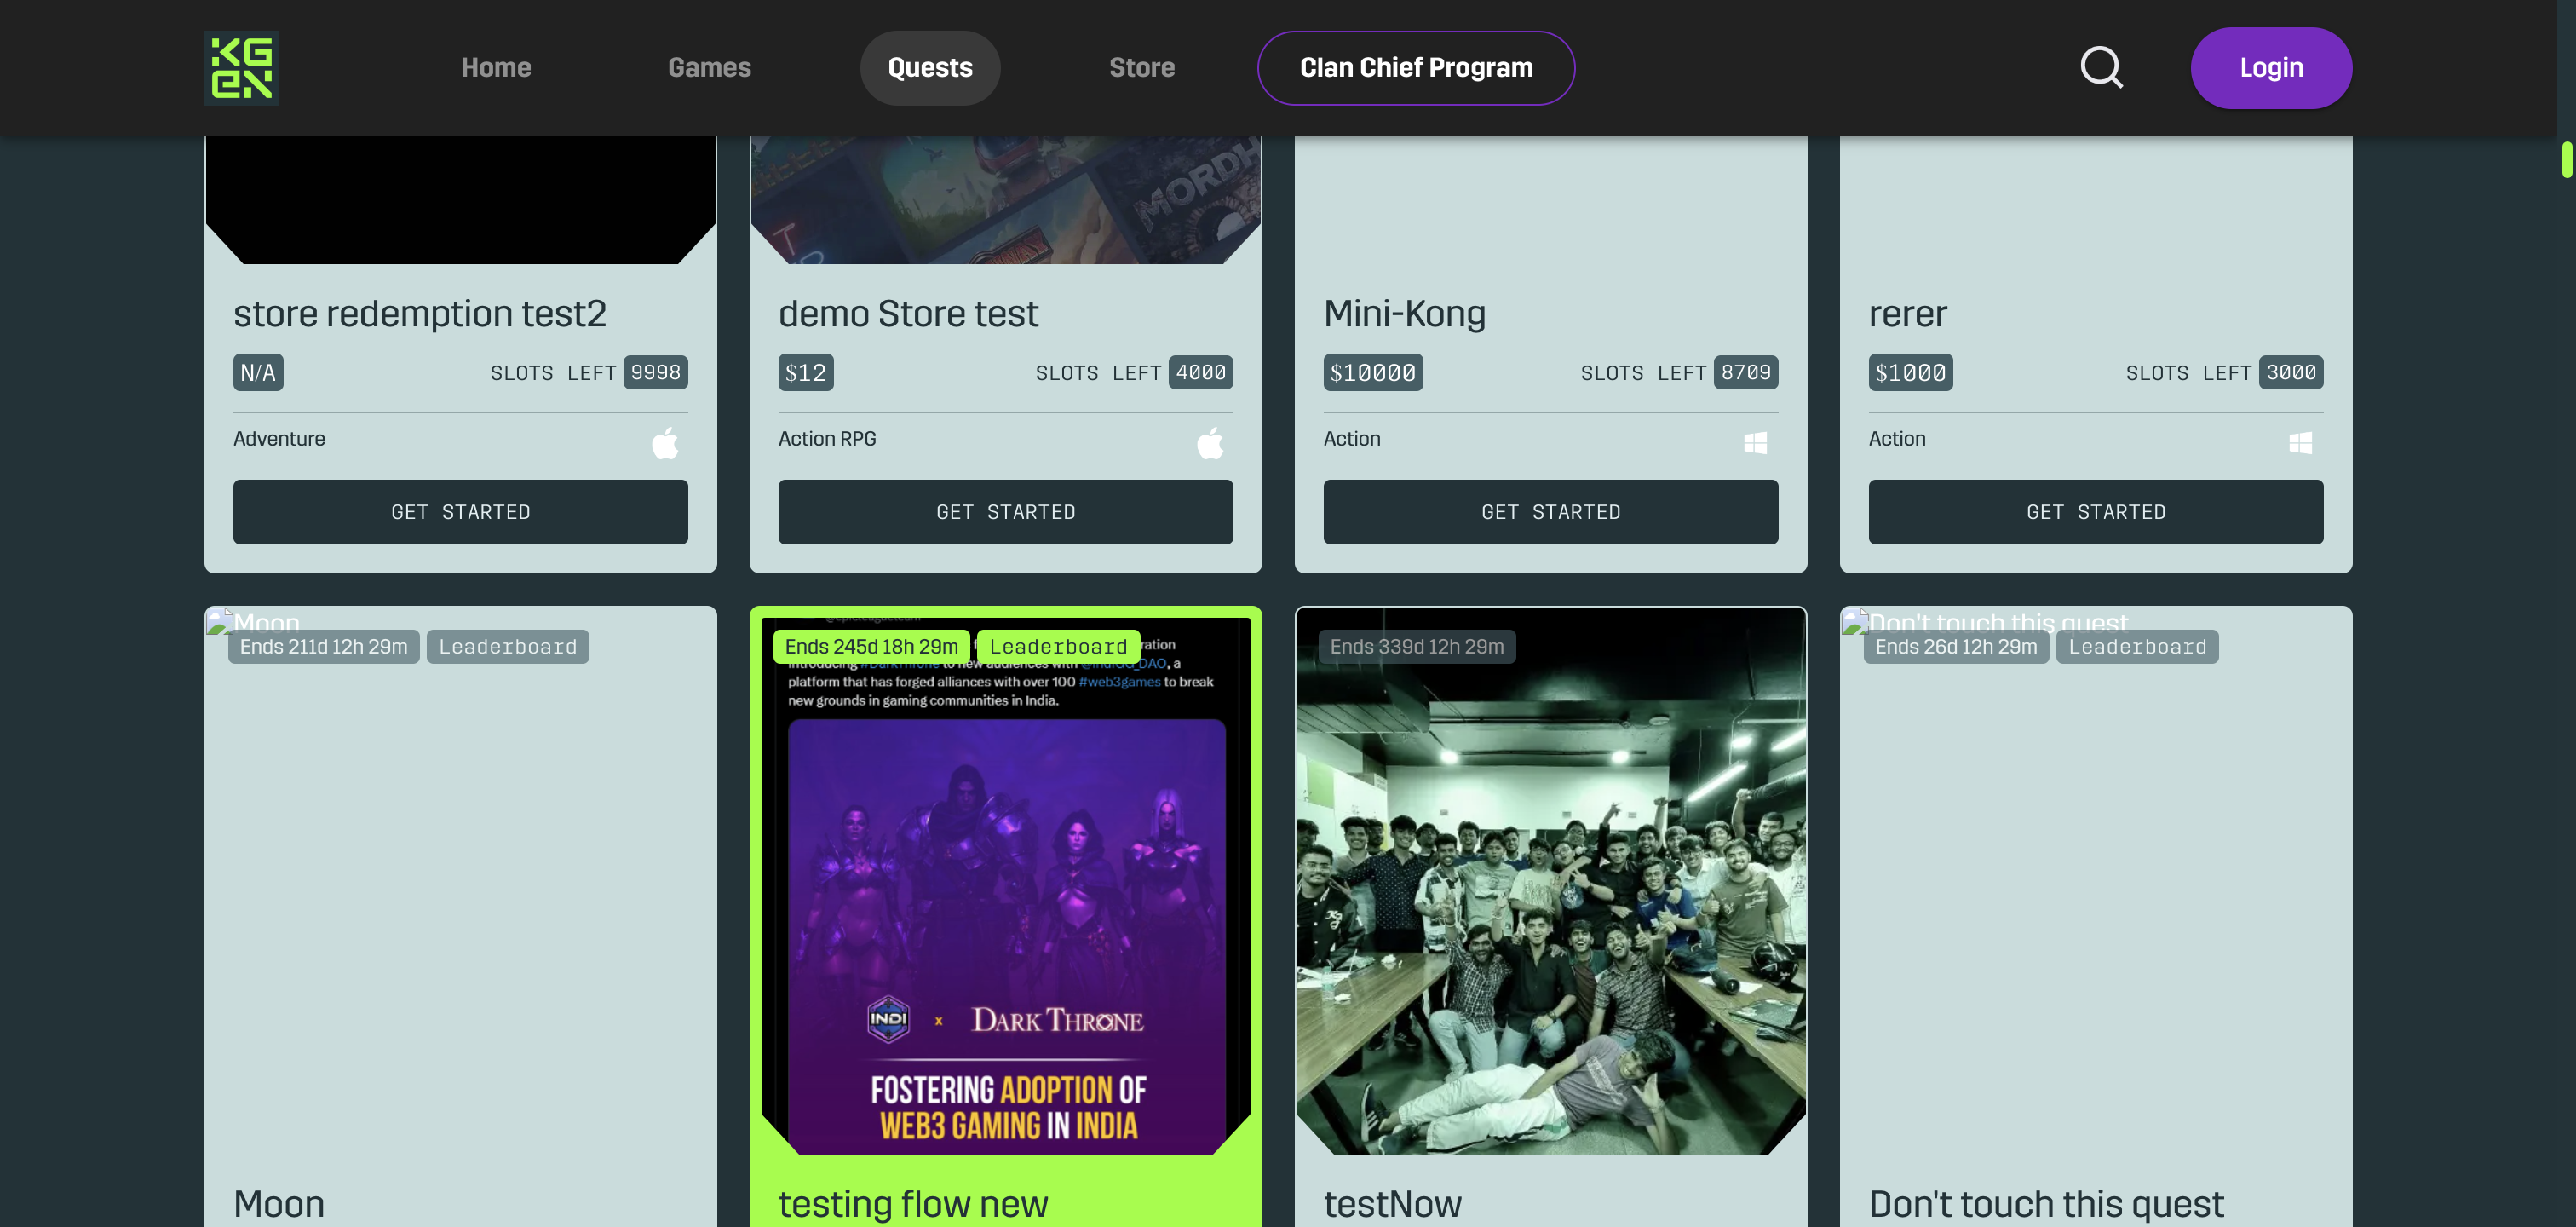 KGEN
Home
Games
Quests
Store
Clan Chief Program
Login
MORDH
store redemption test2
N/A
SLOTS LEFT 9998
Adventure
GET STARTED
demo Store test
$12
SLOTS LEFT 4000
Action RPG
GET STARTED
Mini-Kong
$10000
SLOTS LEFT 8709
Action
GET STARTED
rerer
$1000
SLOTS LEFT 3000
Action
GET STARTED
Moon
Ends 211d 12h 29m
Leaderboard
Moon
@epicleagueteam
Ends 245d 18h 29m
Leaderboard
ration
introducing #DarkThrone to new audiences with @IndiGG_DAO, a
platform that has forged alliances with over 100 #web3games to break
new grounds in gaming communities in India.
INDI x DARK THRONE
FOSTERING ADOPTION OF
WEB3 GAMING IN INDIA
testing flow new
Ends 339d 12h 29m
testNow
Don't touch this quest
Ends 26d 12h 29m
Leaderboard
Don't touch this quest